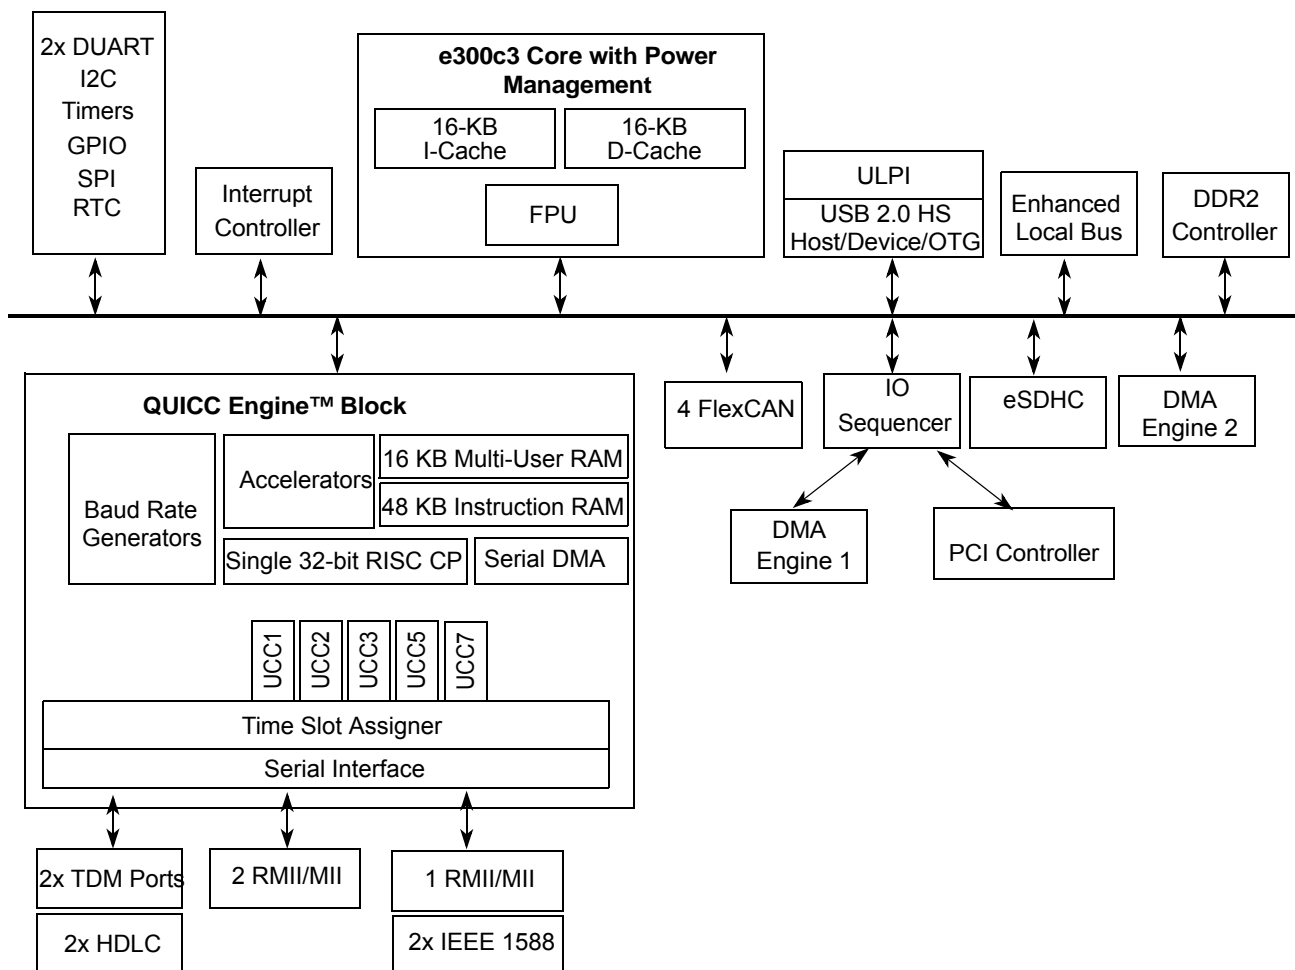 2x DUART
I2C
Timers
GPIO
SPI
RTC
Interrupt
Controller
e300c3 Core with Power
Management
16-KB
I-Cache
16-KB
D-Cache
FPU
ULPI
USB 2.0 HS
Host/Device/OTG
Enhanced
Local Bus
DDR2
Controller
QUICC Engine™ Block
Baud Rate
Generators
Accelerators
16 KB Multi-User RAM
48 KB Instruction RAM
Single 32-bit RISC CP
Serial DMA
UCC1
UCC2
UCC3
UCC5
UCC7
Time Slot Assigner
Serial Interface
4 FlexCAN
IO
Sequencer
eSDHC
DMA
Engine 2
DMA
Engine 1
PCI Controller
2x TDM Ports
2x HDLC
2 RMII/MII
1 RMII/MII
2x IEEE 1588